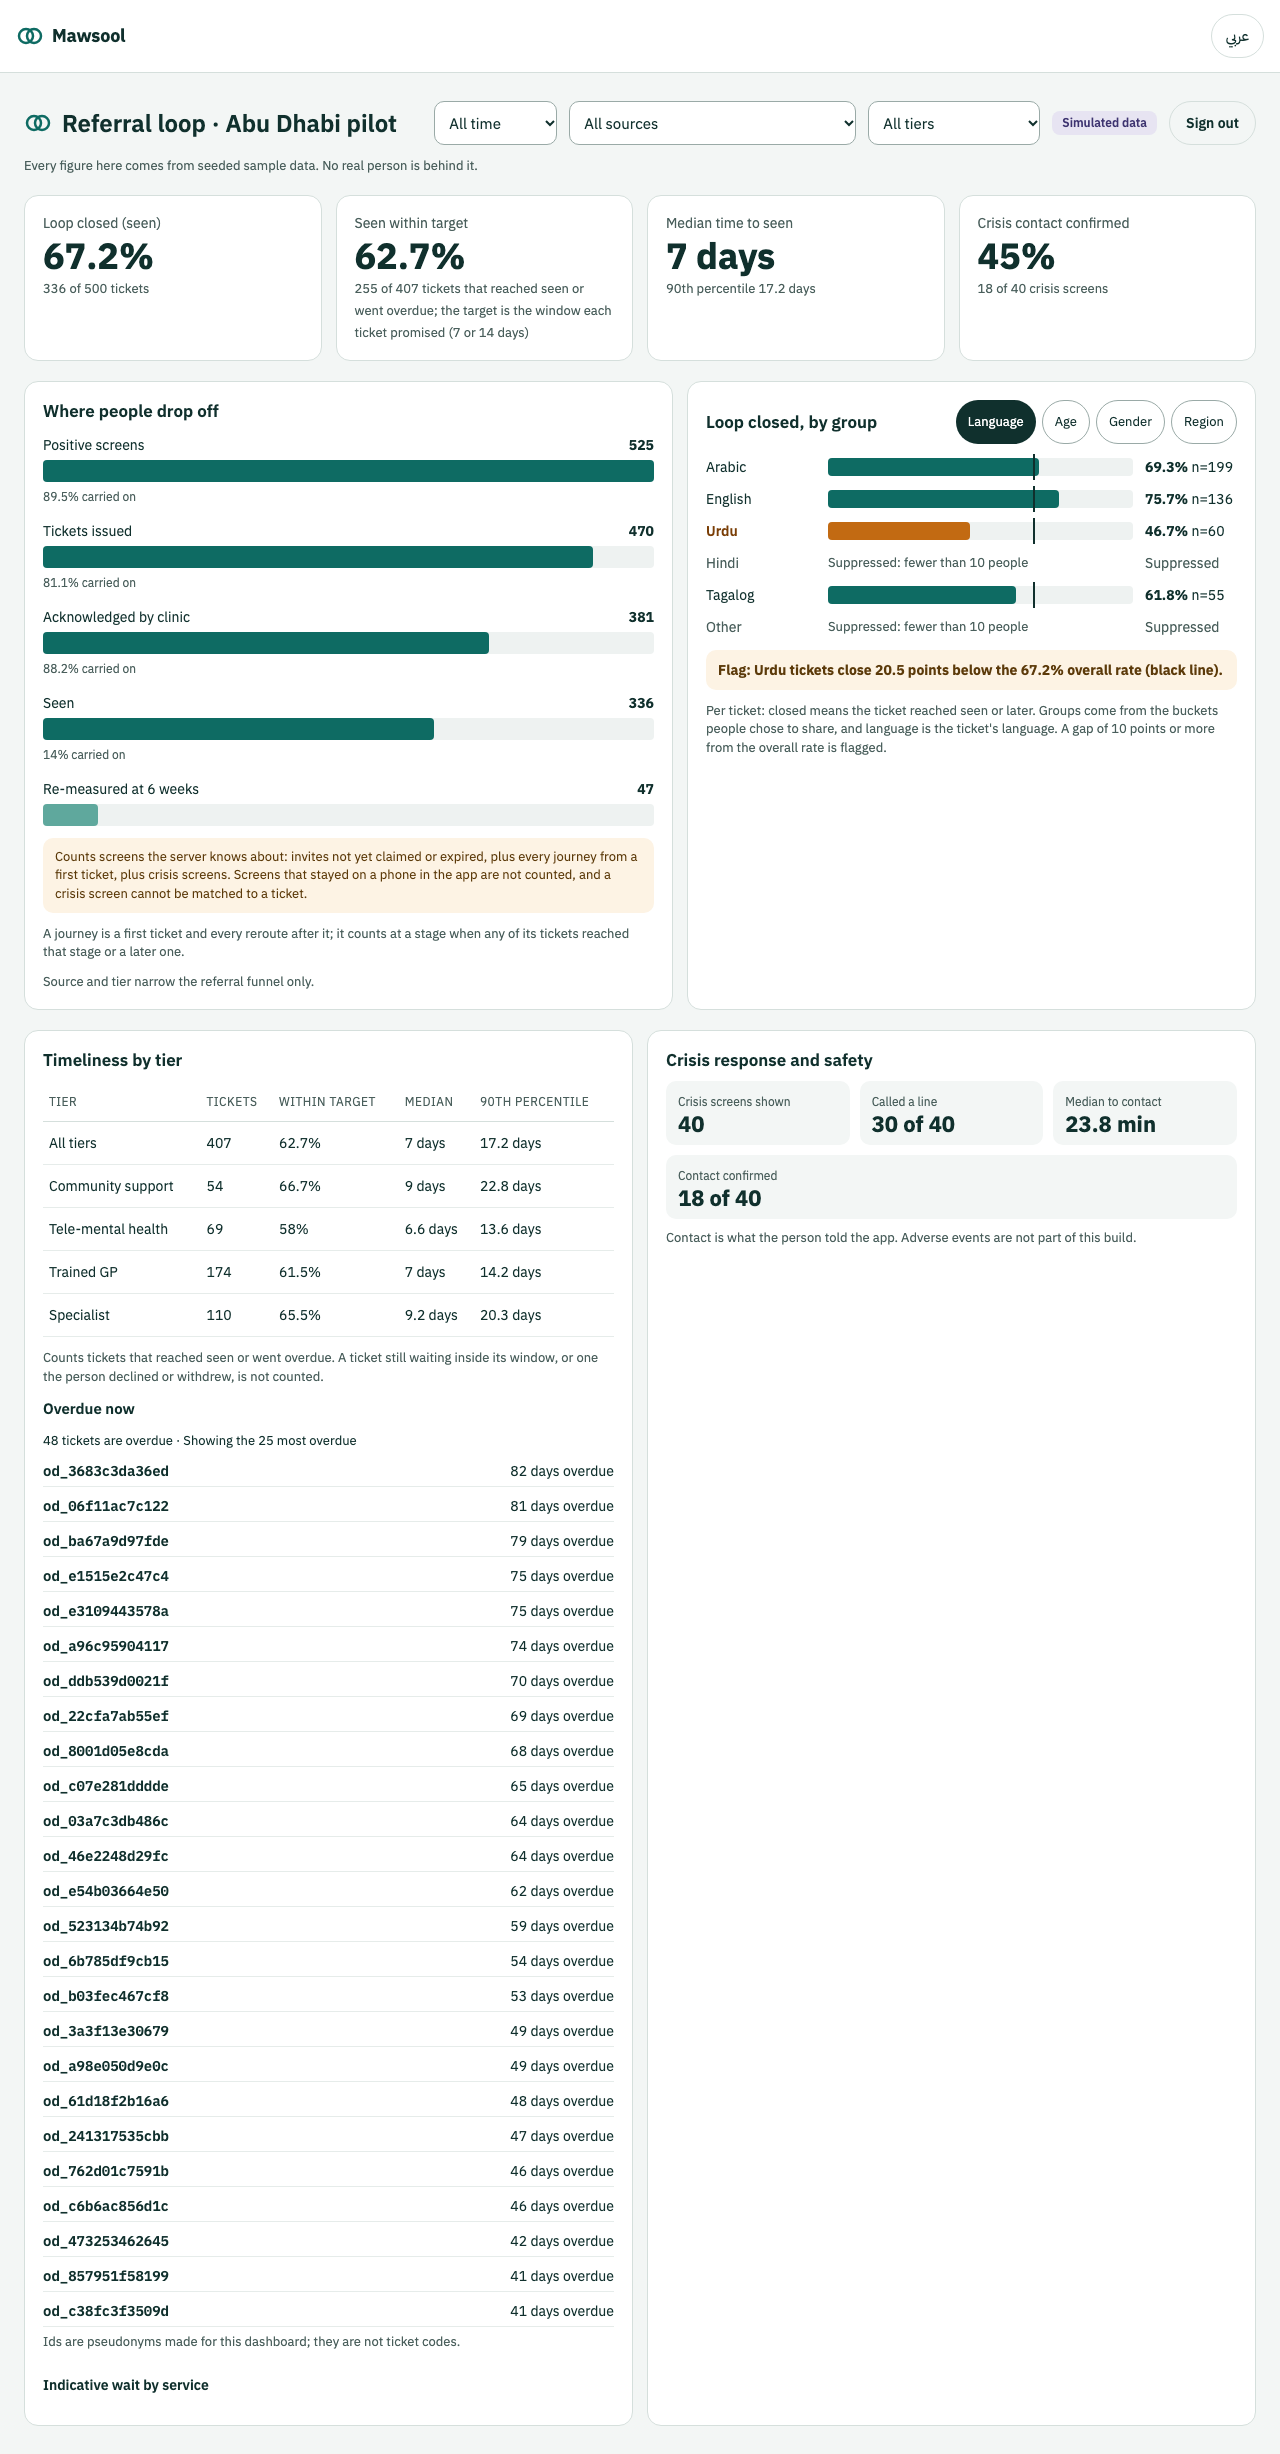 Mawsool
عربي
Referral loop · Abu Dhabi pilot
All time
All sources
All tiers
Simulated data
Sign out
Every figure here comes from seeded sample data. No real person is behind it.
Loop closed (seen)
67.2%
336 of 500 tickets
Seen within target
62.7%
255 of 407 tickets that reached seen or
went overdue; the target is the window each
ticket promised (7 or 14 days)
Median time to seen
7 days
90th percentile 17.2 days
Crisis contact confirmed
45%
18 of 40 crisis screens
Where people drop off
Positive screens 525
89.5% carried on
Tickets issued 470
81.1% carried on
Acknowledged by clinic 381
88.2% carried on
Seen 336
14% carried on
Re-measured at 6 weeks 47
Counts screens the server knows about: invites not yet claimed or expired, plus every journey from a
first ticket, plus crisis screens. Screens that stayed on a phone in the app are not counted, and a
crisis screen cannot be matched to a ticket.
A journey is a first ticket and every reroute after it; it counts at a stage when any of its tickets reached
that stage or a later one.
Source and tier narrow the referral funnel only.
Loop closed, by group
Language
Age
Gender
Region
Arabic 69.3% n=199
English 75.7% n=136
Urdu 46.7% n=60
Hindi Suppressed: fewer than 10 people Suppressed
Tagalog 61.8% n=55
Other Suppressed: fewer than 10 people Suppressed
Flag: Urdu tickets close 20.5 points below the 67.2% overall rate (black line).
Per ticket: closed means the ticket reached seen or later. Groups come from the buckets
people chose to share, and language is the ticket's language. A gap of 10 points or more
from the overall rate is flagged.
Timeliness by tier
TIER TICKETS WITHIN TARGET MEDIAN 90TH PERCENTILE
All tiers 407 62.7% 7 days 17.2 days
Community support 54 66.7% 9 days 22.8 days
Tele-mental health 69 58% 6.6 days 13.6 days
Trained GP 174 61.5% 7 days 14.2 days
Specialist 110 65.5% 9.2 days 20.3 days
Counts tickets that reached seen or went overdue. A ticket still waiting inside its window, or one
the person declined or withdrew, is not counted.
Overdue now
48 tickets are overdue · Showing the 25 most overdue
od_3683c3da36ed 82 days overdue
od_06f11ac7c122 81 days overdue
od_ba67a9d97fde 79 days overdue
od_e1515e2c47c4 75 days overdue
od_e3109443578a 75 days overdue
od_a96c95904117 74 days overdue
od_ddb539d0021f 70 days overdue
od_22cfa7ab55ef 69 days overdue
od_8001d05e8cda 68 days overdue
od_c07e281dddde 65 days overdue
od_03a7c3db486c 64 days overdue
od_46e2248d29fc 64 days overdue
od_e54b03664e50 62 days overdue
od_523134b74b92 59 days overdue
od_6b785df9cb15 54 days overdue
od_b03fec467cf8 53 days overdue
od_3a3f13e30679 49 days overdue
od_a98e050d9e0c 49 days overdue
od_61d18f2b16a6 48 days overdue
od_241317535cbb 47 days overdue
od_762d01c7591b 46 days overdue
od_c6b6ac856d1c 46 days overdue
od_473253462645 42 days overdue
od_857951f58199 41 days overdue
od_c38fc3f3509d 41 days overdue
Ids are pseudonyms made for this dashboard; they are not ticket codes.
Indicative wait by service
Crisis response and safety
Crisis screens shown
40
Called a line
30 of 40
Median to contact
23.8 min
Contact confirmed
18 of 40
Contact is what the person told the app. Adverse events are not part of this build.